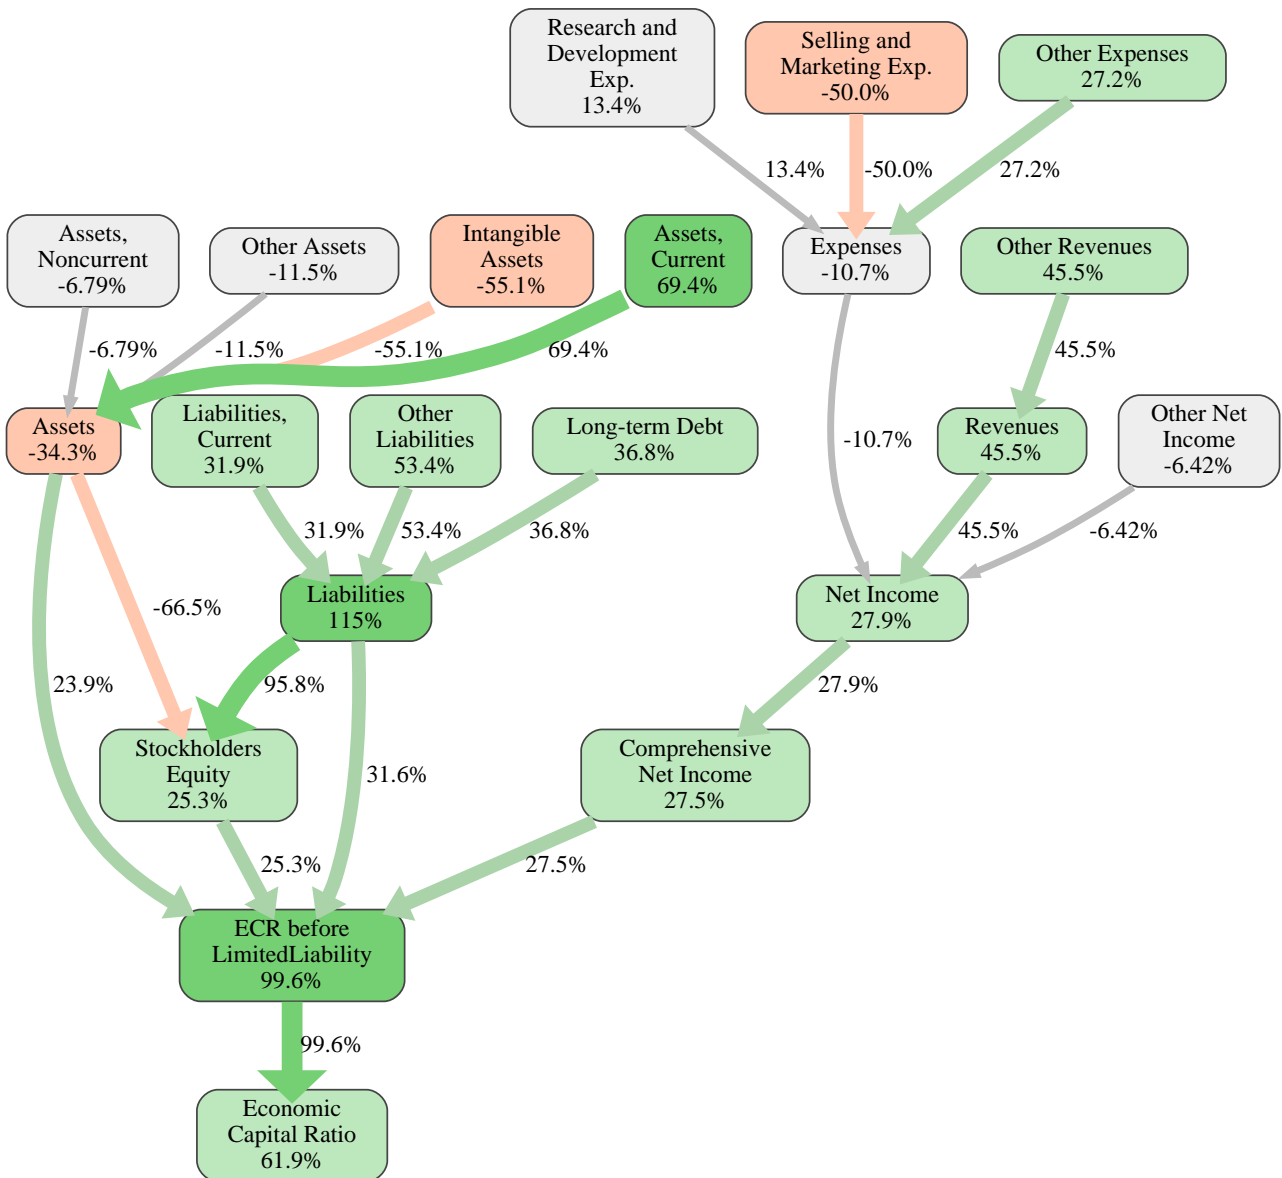 Research and
Development
Exp.
13.4%
Selling and
Marketing Exp.
-50.0%
Other Expenses
27.2%
13.4%
-50.0%
27.2%
Assets,
Noncurrent
-6.79%
Other Assets
-11.5%
Intangible
Assets
-55.1%
Assets,
Current
69.4%
Expenses
-10.7%
Other Revenues
45.5%
-6.79%
-11.5%
-55.1%
69.4%
45.5%
Assets
-34.3%
Liabilities,
Current
31.9%
Other
Liabilities
53.4%
Long-term Debt
36.8%
-10.7%
Revenues
45.5%
Other Net
Income
-6.42%
31.9%
53.4%
36.8%
45.5%
-6.42%
-66.5%
Liabilities
115%
Net Income
27.9%
23.9%
95.8%
27.9%
Stockholders
Equity
25.3%
31.6%
Comprehensive
Net Income
27.5%
25.3%
27.5%
ECR before
LimitedLiability
99.6%
99.6%
Economic
Capital Ratio
61.9%